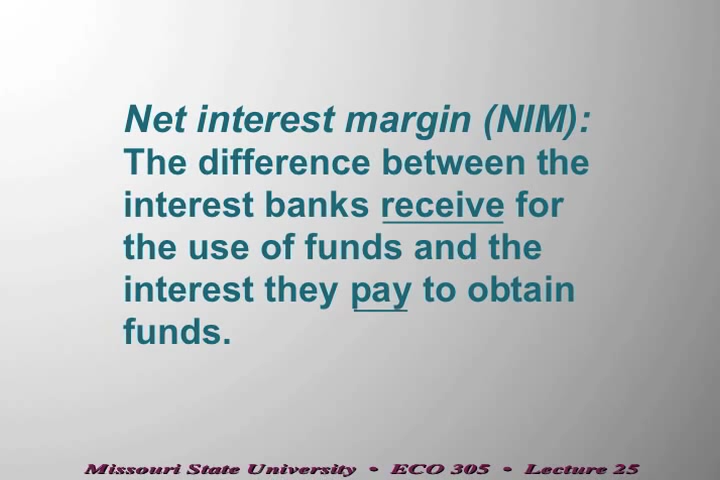 Net interest margin (NIM):
The difference between the
interest banks receive for
the use of funds and the
interest they pay to obtain
funds.
Missouri State University • ECO 305 • Lecture 25